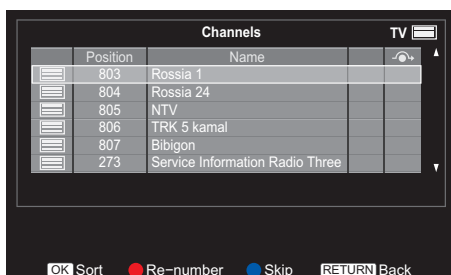 Channels TV
Position Name
803 Rossia 1
804 Rossia 24
805 NTV
806 TRK 5 kamal
807 Bibigon
273 Service Information Radio Three
OK Sort Re-number Skip RETURN Back